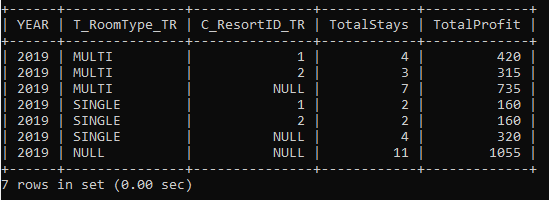 +------+---------------+---------------+------------+-------------+
| YEAR | T_RoomType_TR | C_ResortID_TR | TotalStays | TotalProfit |
+------+---------------+---------------+------------+-------------+
| 2019 | MULTI         |             1 |          4 |         420 |
| 2019 | MULTI         |             2 |          3 |         315 |
| 2019 | MULTI         |          NULL |          7 |         735 |
| 2019 | SINGLE        |             1 |          2 |         160 |
| 2019 | SINGLE        |             2 |          2 |         160 |
| 2019 | SINGLE        |          NULL |          4 |         320 |
| 2019 | NULL          |          NULL |         11 |        1055 |
+------+---------------+---------------+------------+-------------+
7 rows in set (0.00 sec)